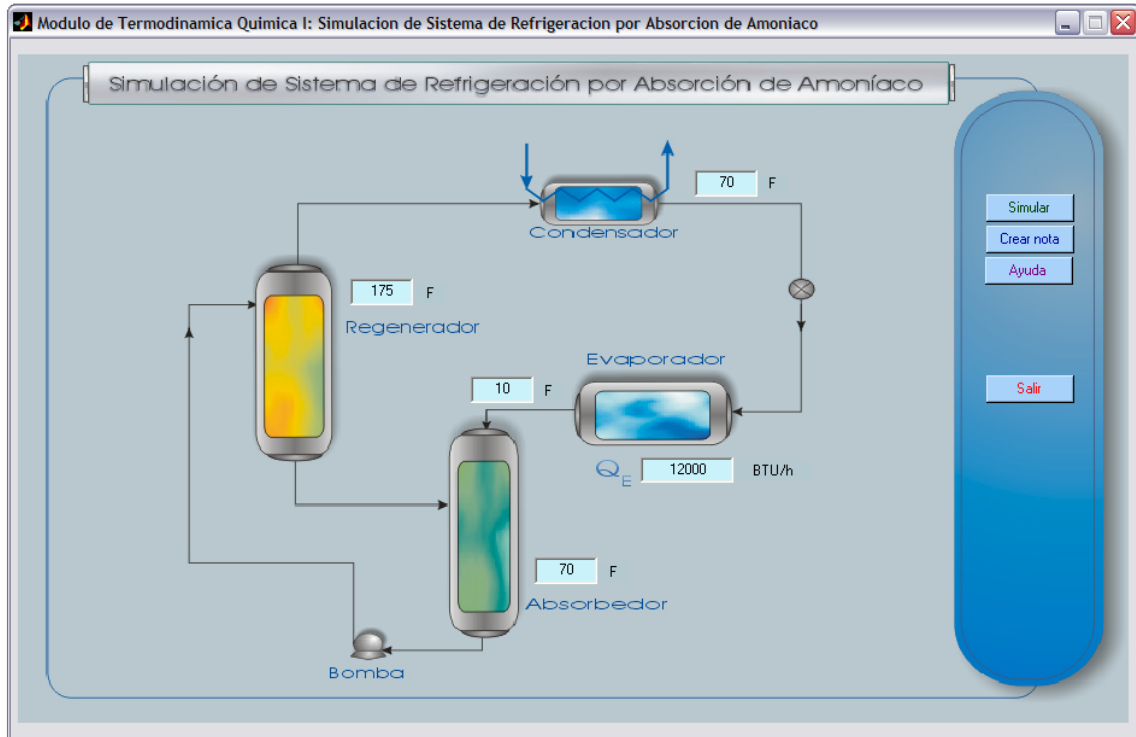 Modulo de Termodinamica Quimica I: Simulacion de Sistema de Refrigeracion por Absorcion de Amoniaco
Simulación de Sistema de Refrigeración por Absorción de Amoníaco
70 F
Condensador
175 F
Regenerador
Evaporador
10 F
QE 12000 BTU/h
70 F
Absorbedor
Bomba
Simular
Crear nota
Ayuda
Salir